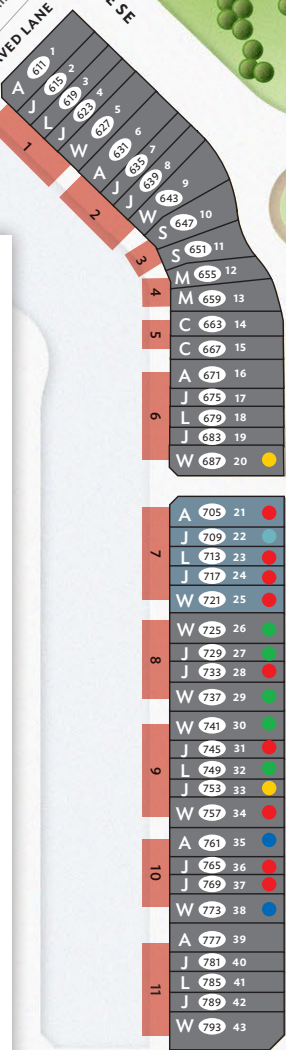 VED LANE
ESE
A 611 1
J 615 2
L 619 3
J 623 4
W 627 5
A 631 6
J 635 7
J 639 8
W 643 9
S 647 10
S 651 11
M 655 12
M 659 13
C 663 14
C 667 15
A 671 16
J 675 17
L 679 18
J 683 19
W 687 20
A 705 21
J 709 22
L 713 23
J 717 24
W 721 25
W 725 26
J 729 27
J 733 28
W 737 29
W 741 30
J 745 31
L 749 32
J 753 33
W 757 34
A 761 35
J 765 36
J 769 37
W 773 38
A 777 39
J 781 40
L 785 41
J 789 42
W 793 43
1
2
3
4
5
6
7
8
9
10
11